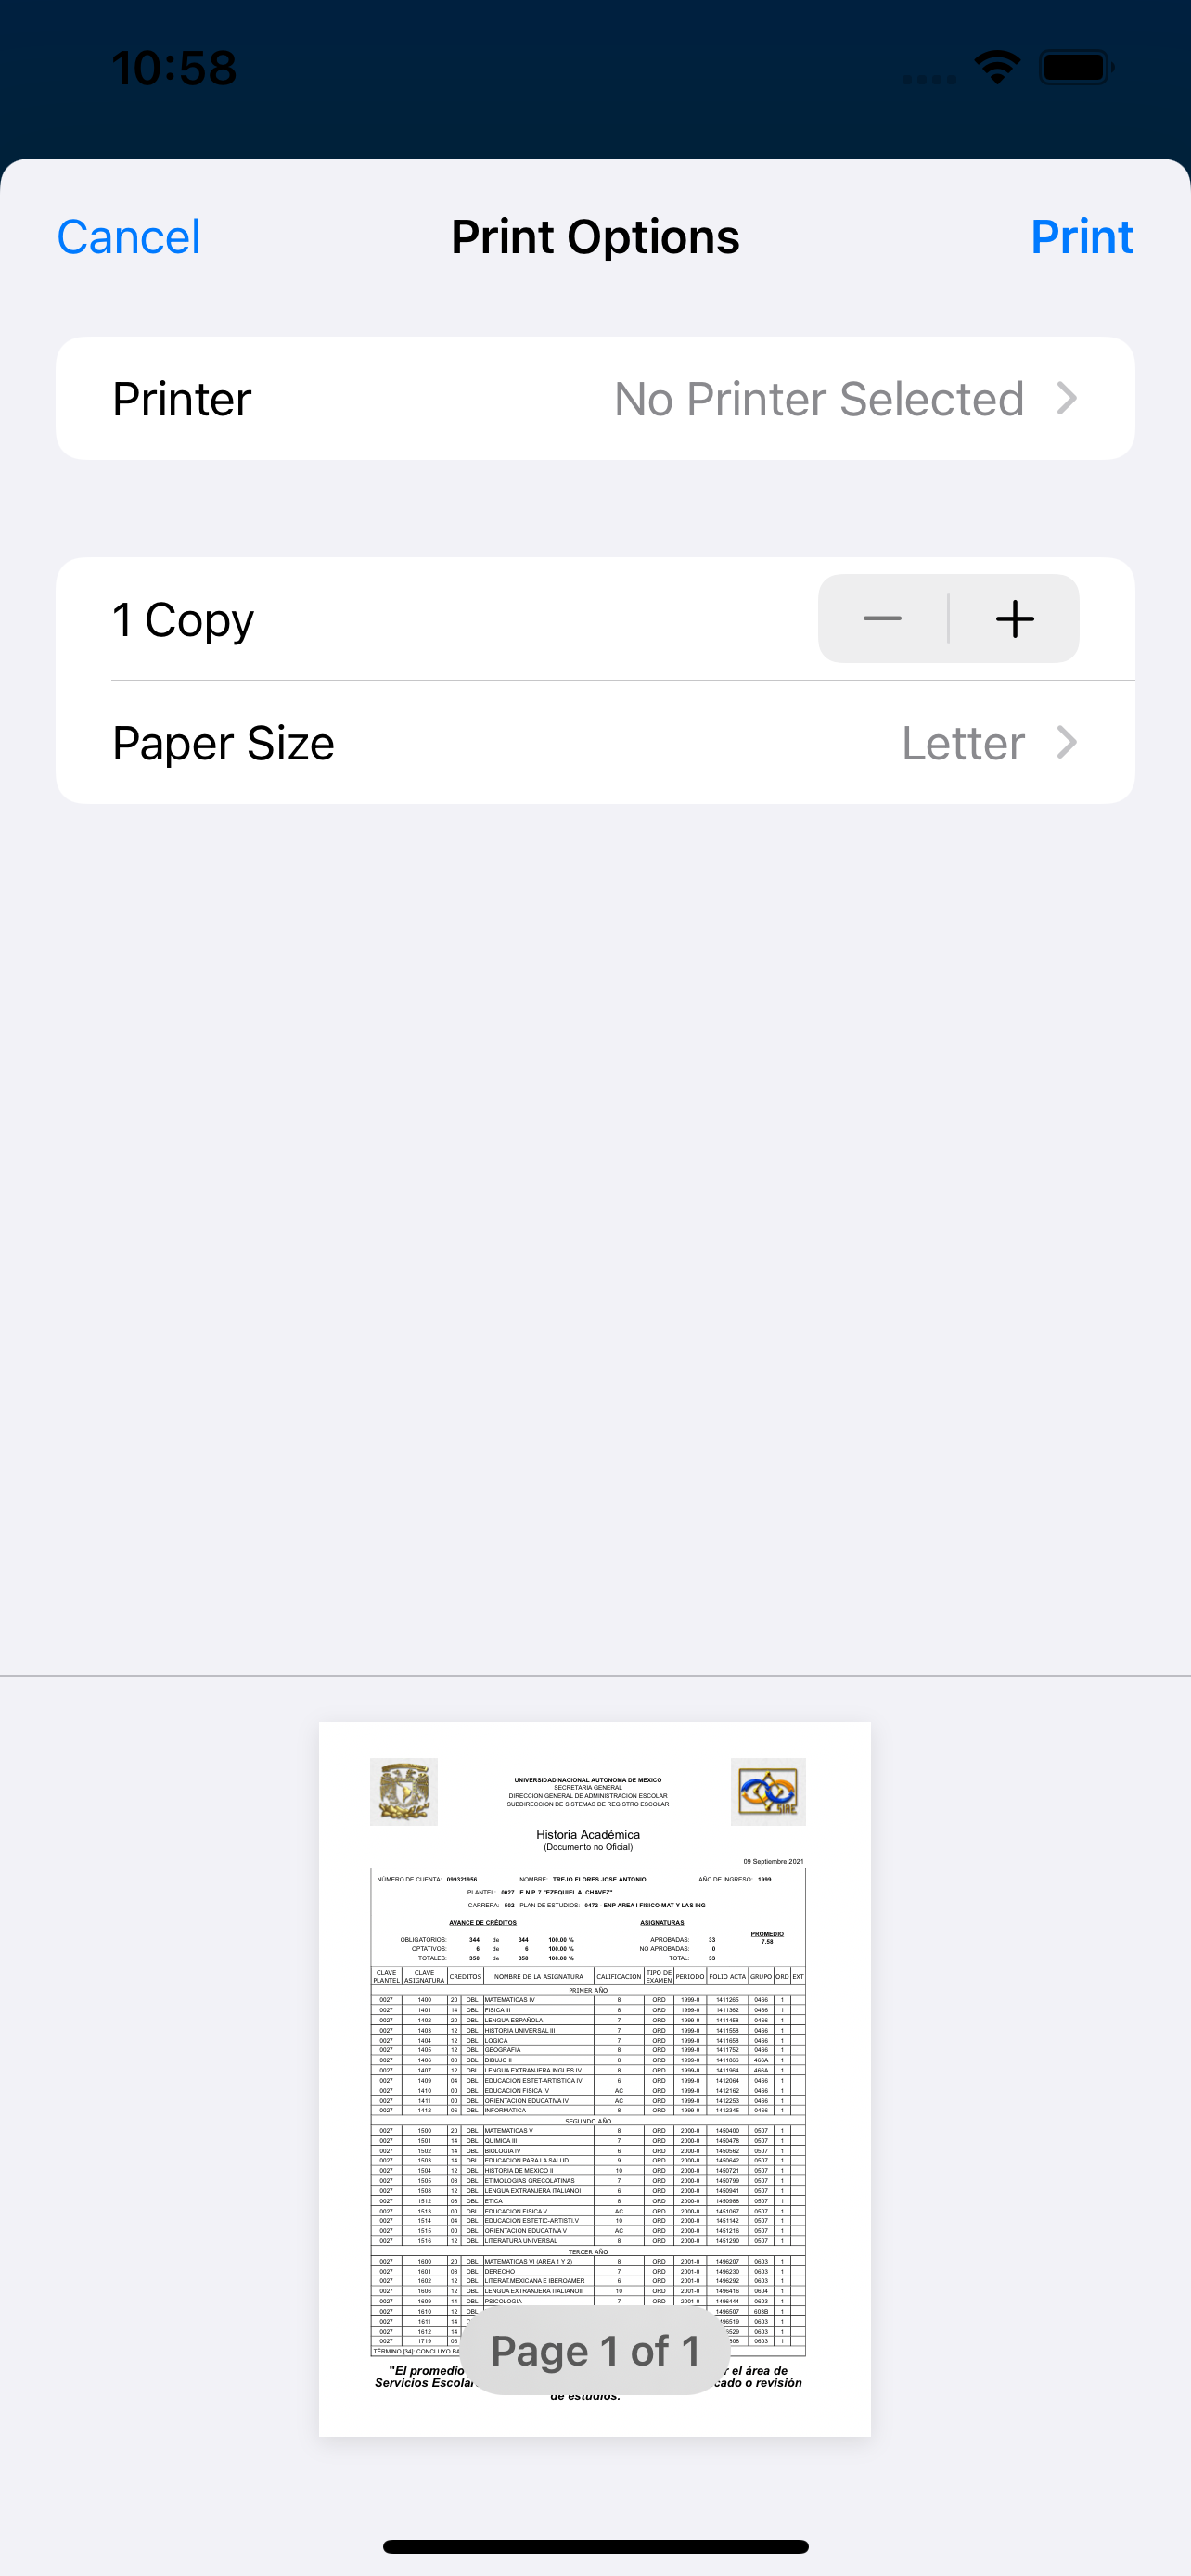 10:58
Cancel
Print Options
Print
Printer
No Printer Selected
1 Copy
Paper Size
Letter
UNIVERSIDAD NACIONAL AUTONOMA DE MEXICO
SECRETARIA GENERAL
DIRECCION GENERAL DE ADMINISTRACION ESCOLAR
SUBDIRECCION DE SISTEMAS DE REGISTRO ESCOLAR
SIAE
Historia Académica
(Documento no Oficial)
09 Septiembre 2021
NÚMERO DE CUENTA: 099321956 NOMBRE: TREJO FLORES JOSE ANTONIO AÑO DE INGRESO: 1999
PLANTEL: 0027 E.N.P. 7 "EZEQUIEL A. CHAVEZ"
CARRERA: 502 PLAN DE ESTUDIOS: 0472 - ENP AREA I FISICO-MAT Y LAS ING
AVANCE DE CRÉDITOS ASIGNATURAS
PROMEDIO
OBLIGATORIOS: 344 de 344 100.00 % APROBADAS: 33 7.58
OPTATIVOS: 6 de 6 100.00 % NO APROBADAS: 0
TOTALES: 350 de 350 100.00 % TOTAL: 33
CLAVE PLANTEL CLAVE ASIGNATURA CREDITOS NOMBRE DE LA ASIGNATURA CALIFICACION TIPO DE EXAMEN PERIODO FOLIO ACTA GRUPO ORD EXT
PRIMER AÑO
0027 1400 20 OBL MATEMATICAS IV 8 ORD 1999-0 1411265 0466 1
0027 1401 14 OBL FISICA III 8 ORD 1999-0 1411362 0466 1
0027 1402 20 OBL LENGUA ESPAÑOLA 7 ORD 1999-0 1411458 0466 1
0027 1403 12 OBL HISTORIA UNIVERSAL III 7 ORD 1999-0 1411558 0466 1
0027 1404 12 OBL LOGICA 7 ORD 1999-0 1411658 0466 1
0027 1405 12 OBL GEOGRAFIA 8 ORD 1999-0 1411752 0466 1
0027 1406 08 OBL DIBUJO II 8 ORD 1999-0 1411866 466A 1
0027 1407 12 OBL LENGUA EXTRANJERA INGLES IV 8 ORD 1999-0 1411964 466A 1
0027 1409 04 OBL EDUCACION ESTET-ARTISTICA IV 6 ORD 1999-0 1412064 0466 1
0027 1410 00 OBL EDUCACION FISICA IV AC ORD 1999-0 1412162 0466 1
0027 1411 00 OBL ORIENTACION EDUCATIVA IV AC ORD 1999-0 1412253 0466 1
0027 1412 06 OBL INFORMATICA 8 ORD 1999-0 1412345 0466 1
SEGUNDO AÑO
0027 1500 20 OBL MATEMATICAS V 8 ORD 2000-0 1450400 0507 1
0027 1501 14 OBL QUIMICA III 7 ORD 2000-0 1450478 0507 1
0027 1502 14 OBL BIOLOGIA IV 6 ORD 2000-0 1450562 0507 1
0027 1503 14 OBL EDUCACION PARA LA SALUD 9 ORD 2000-0 1450642 0507 1
0027 1504 12 OBL HISTORIA DE MEXICO II 10 ORD 2000-0 1450721 0507 1
0027 1505 08 OBL ETIMOLOGIAS GRECOLATINAS 7 ORD 2000-0 1450799 0507 1
0027 1508 12 OBL LENGUA EXTRANJERA ITALIANOI 6 ORD 2000-0 1450941 0507 1
0027 1512 08 OBL ETICA 8 ORD 2000-0 1450988 0507 1
0027 1513 00 OBL EDUCACION FISICA V AC ORD 2000-0 1451067 0507 1
0027 1514 04 OBL EDUCACION ESTETIC-ARTISTI.V 10 ORD 2000-0 1451142 0507 1
0027 1515 00 OBL ORIENTACION EDUCATIVA V AC ORD 2000-0 1451216 0507 1
0027 1516 12 OBL LITERATURA UNIVERSAL 8 ORD 2000-0 1451290 0507 1
TERCER AÑO
0027 1600 20 OBL MATEMATICAS VI (AREA 1 Y 2) 8 ORD 2001-0 1496207 0603 1
0027 1601 08 OBL DERECHO 7 ORD 2001-0 1496230 0603 1
0027 1602 12 OBL LITERAT.MEXICANA E IBEROAMER 6 ORD 2001-0 1496292 0603 1
0027 1606 12 OBL LENGUA EXTRANJERA ITALIANOII 10 ORD 2001-0 1496416 0604 1
0027 1609 14 OBL PSICOLOGIA 7 ORD 2001-0 1496444 0603 1
0027 1610 12 OBL 1496507 603B 1
0027 1611 14 0603 1
0027 1612 14 0603 1
0027 1719 06 0603 1
TÉRMINO [34]: CONCLUYO
Page 1 of 1
"El promedio el área de
Servicios o revisión
de estudios.